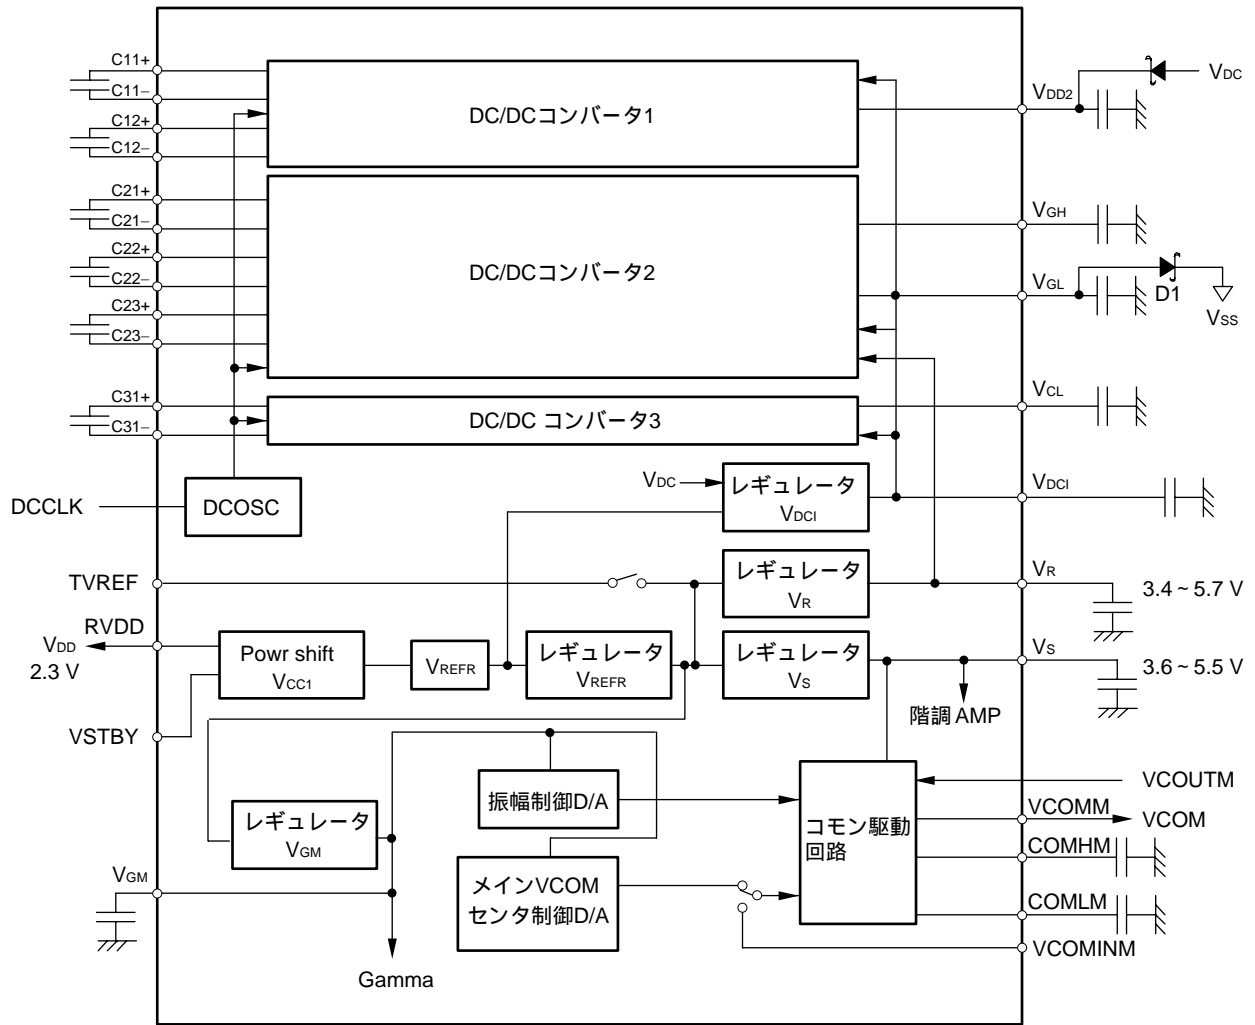 C11+
C11−
C12+
C12−
DC/DCコンバータ1
VDD2
VDC
C21+
C21−
C22+
C22−
C23+
C23−
DC/DCコンバータ2
VGH
VGL
D1
VSS
C31+
C31−
DC/DC コンバータ3
VCL
DCCLK
DCOSC
VDC
レギュレータ
VDCI
VDCI
TVREF
レギュレータ
VR
VR
3.4 ~ 5.7 V
RVDD
VDD
2.3 V
Powr shift
VCC1
VREFR
レギュレータ
VREFR
レギュレータ
VS
VS
3.6 ~ 5.5 V
階調 AMP
VSTBY
レギュレータ
VGM
VGM
Gamma
振幅制御D/A
メインVCOM
センタ制御D/A
コモン駆動
回路
VCOUTM
VCOMM
VCOM
COMHM
COMLM
VCOMINM